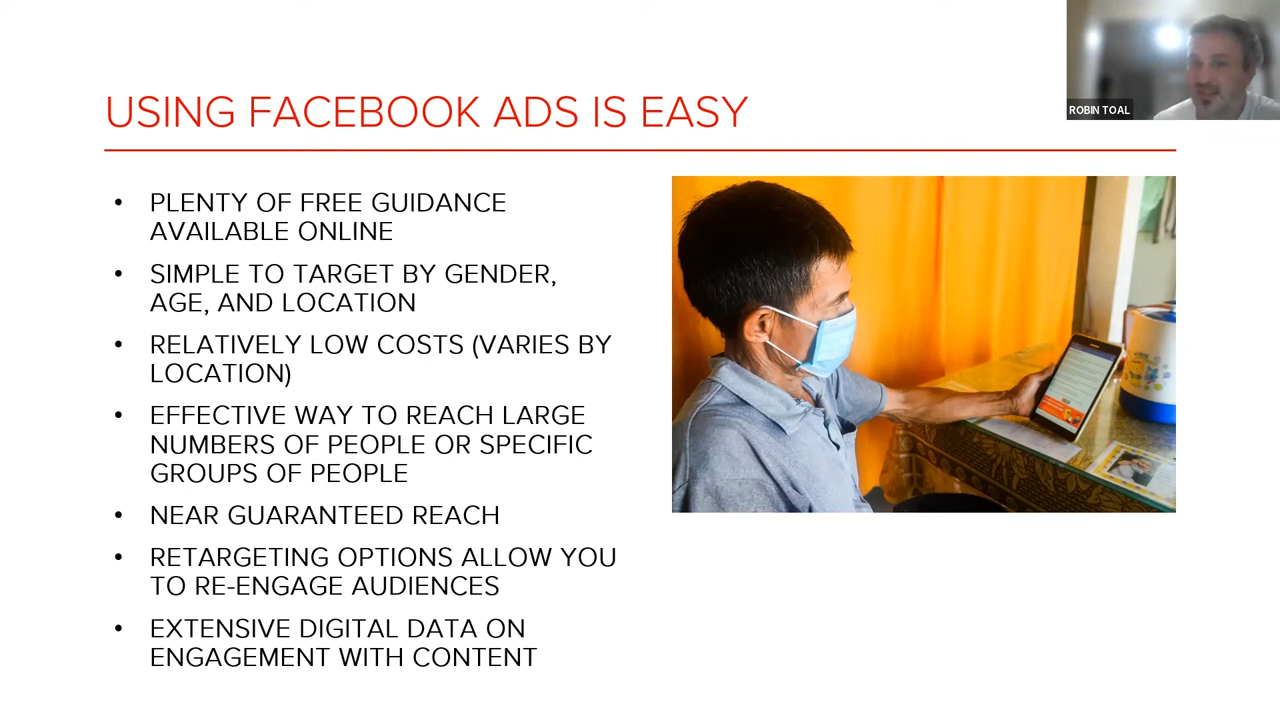 USING FACEBOOK ADS IS EASY
ROBIN TOAL
• PLENTY OF FREE GUIDANCE
AVAILABLE ONLINE
• SIMPLE TO TARGET BY GENDER,
AGE, AND LOCATION
• RELATIVELY LOW COSTS (VARIES BY
LOCATION)
• EFFECTIVE WAY TO REACH LARGE
NUMBERS OF PEOPLE OR SPECIFIC
GROUPS OF PEOPLE
• NEAR GUARANTEED REACH
• RETARGETING OPTIONS ALLOW YOU
TO RE-ENGAGE AUDIENCES
• EXTENSIVE DIGITAL DATA ON
ENGAGEMENT WITH CONTENT